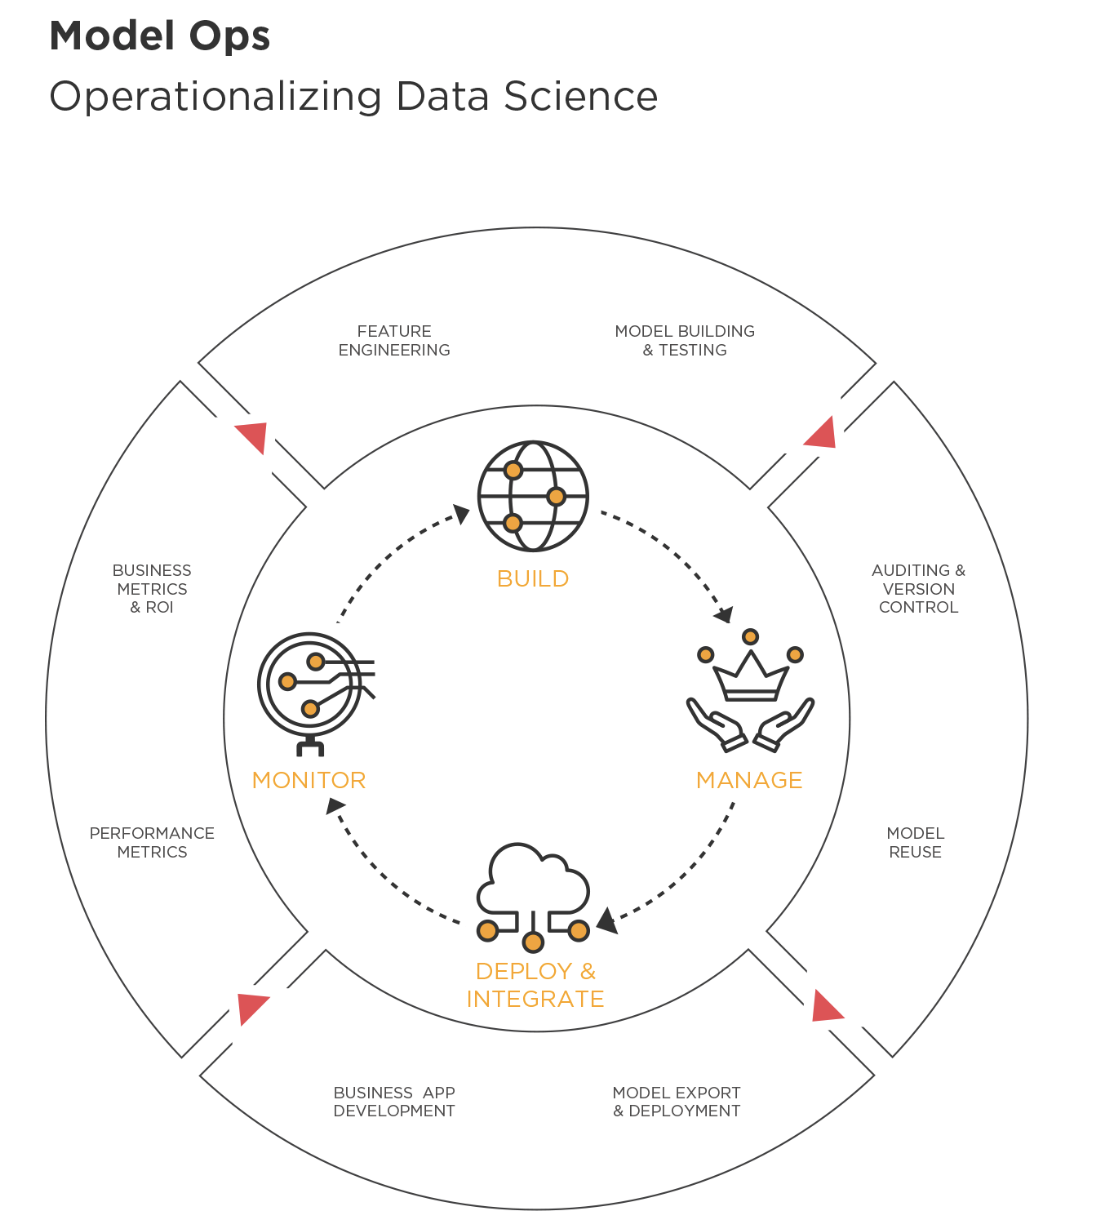 Model Ops
Operationalizing Data Science
FEATURE
ENGINEERING
MODEL BUILDING
& TESTING
BUILD
BUSINESS
METRICS
& ROI
AUDITING &
VERSION
CONTROL
MONITOR
MANAGE
PERFORMANCE
METRICS
MODEL
REUSE
DEPLOY &
INTEGRATE
BUSINESS APP
DEVELOPMENT
MODEL EXPORT
& DEPLOYMENT